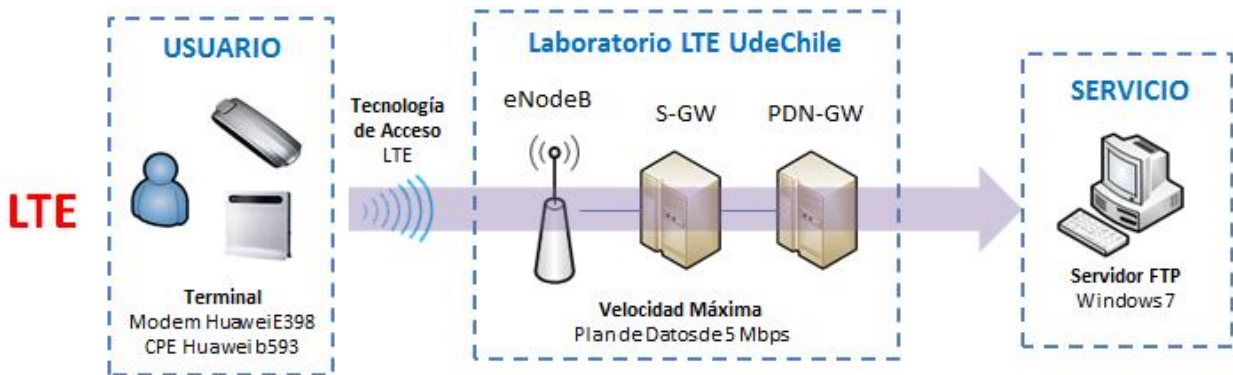 LTE
USUARIO
Terminal
Modem Huawei E398
CPE Huawei b593
Tecnología
de Acceso
LTE
Laboratorio LTE UdeChile
eNodeB
S-GW
PDN-GW
Velocidad Máxima
Plan de Datos de 5 Mbps
SERVICIO
Servidor FTP
Windows 7